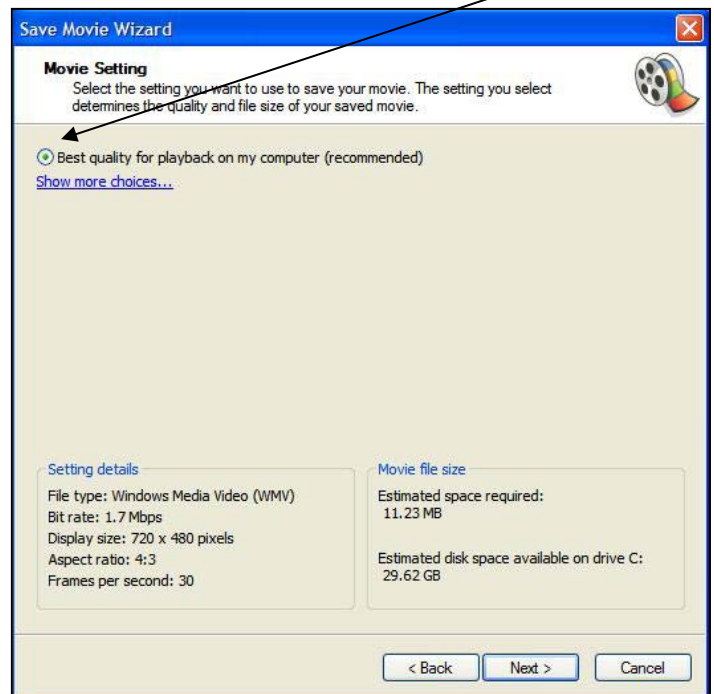 Save Movie Wizard
Movie Setting
Select the setting you want to use to save your movie. The setting you select
determines the quality and file size of your saved movie.
Best quality for playback on my computer (recommended)
Show more choices...
Setting details
File type: Windows Media Video (WMV)
Bit rate: 1.7 Mbps
Display size: 720 x 480 pixels
Aspect ratio: 4:3
Frames per second: 30
Movie file size
Estimated space required:
11.23 MB
Estimated disk space available on drive C:
29.62 GB
< Back
Next >
Cancel